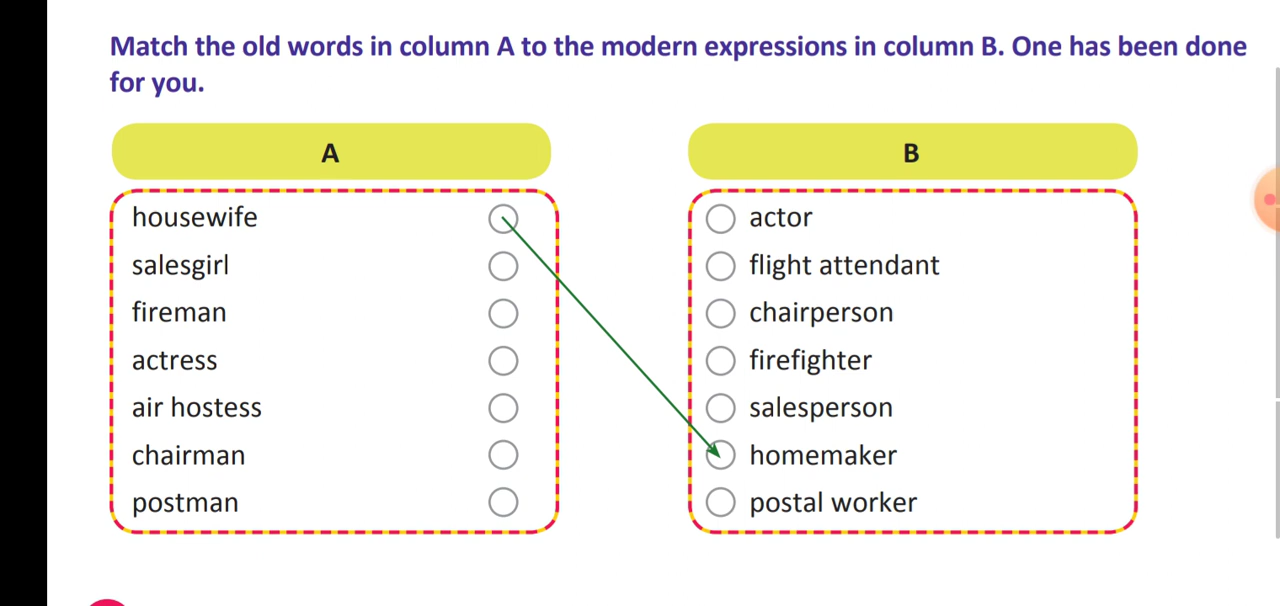 Match the old words in column A to the modern expressions in column B. One has been done
for you.
A
B
housewife
actor
salesgirl
flight attendant
fireman
chairperson
actress
firefighter
air hostess
salesperson
chairman
homemaker
postman
postal worker